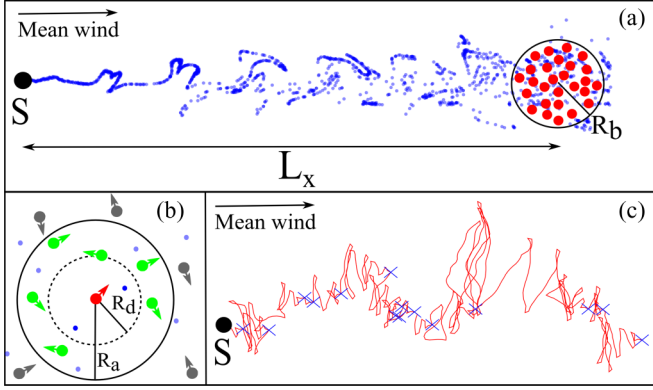 Mean wind
(a)
S
R_b
L_x
(b)
R_d
R_a
Mean wind
(c)
S